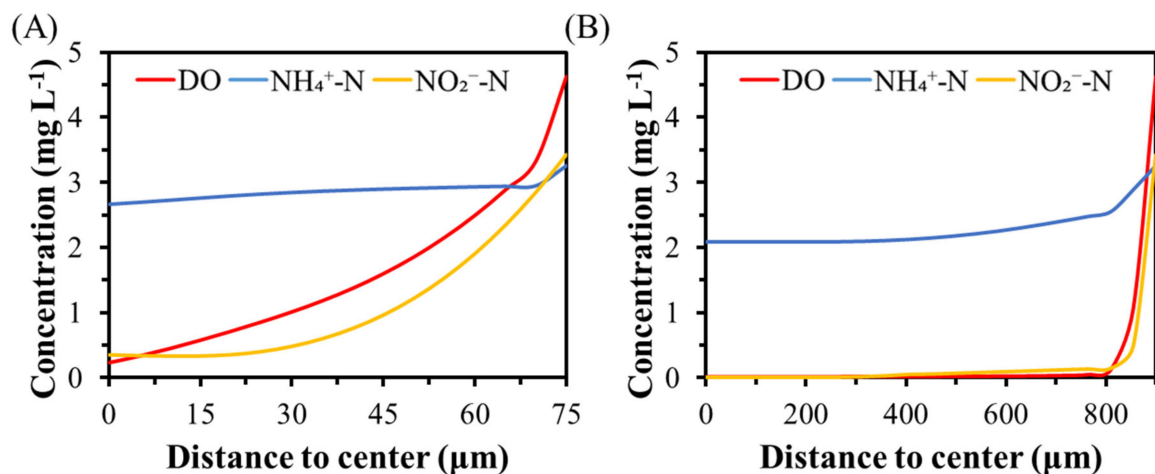 (A)
Concentration (mg L⁻¹)
5
4
3
2
1
0
DO NH₄⁺-N NO₂⁻-N
0 15 30 45 60 75
Distance to center (µm)
(B)
Concentration (mg L⁻¹)
5
4
3
2
1
0
DO NH₄⁺-N NO₂⁻-N
0 200 400 600 800
Distance to center (µm)